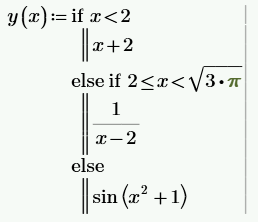 y(x):=if x<2
x+2
else if 2≤x<√(3·π)
1
x−2
else
sin(x²+1)